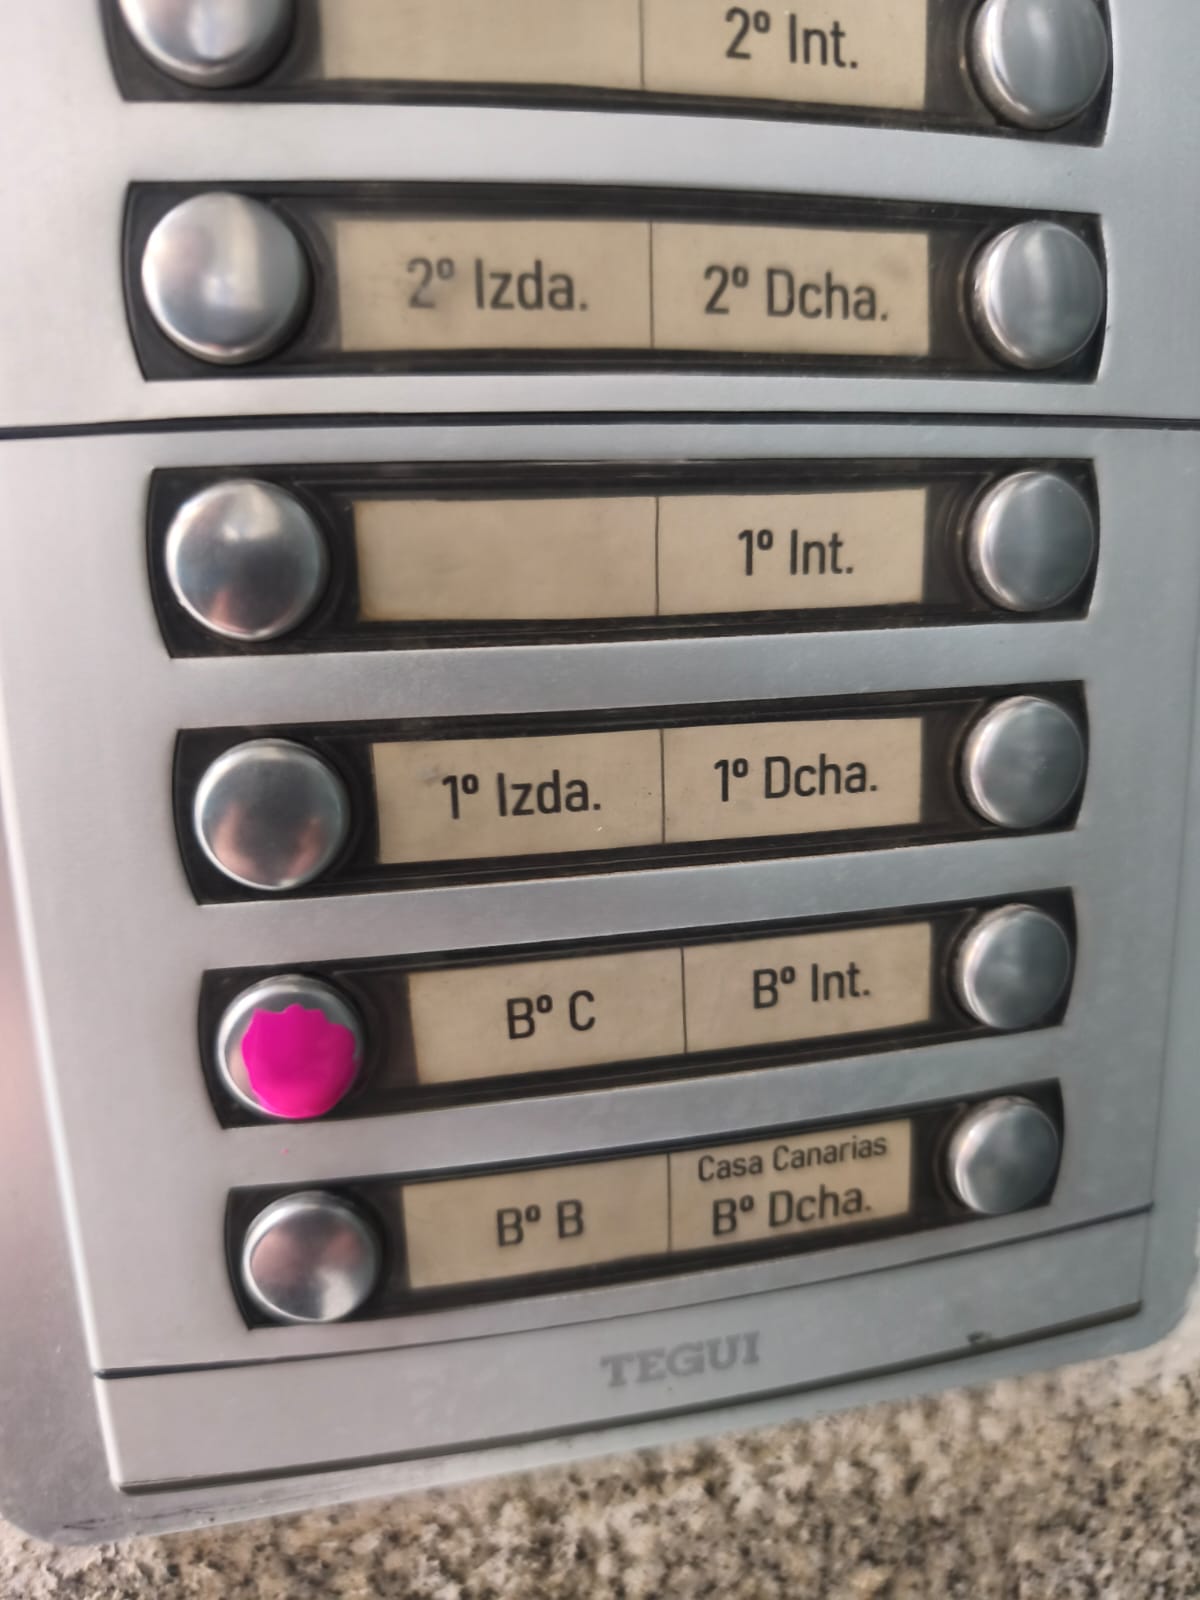 2º Int.
2º Izda.
2º Dcha.
1º Int.
1º Izda.
1º Dcha.
Bº C
Bº Int.
Bº B
Casa Canarias
Bº Dcha.
TEGUI